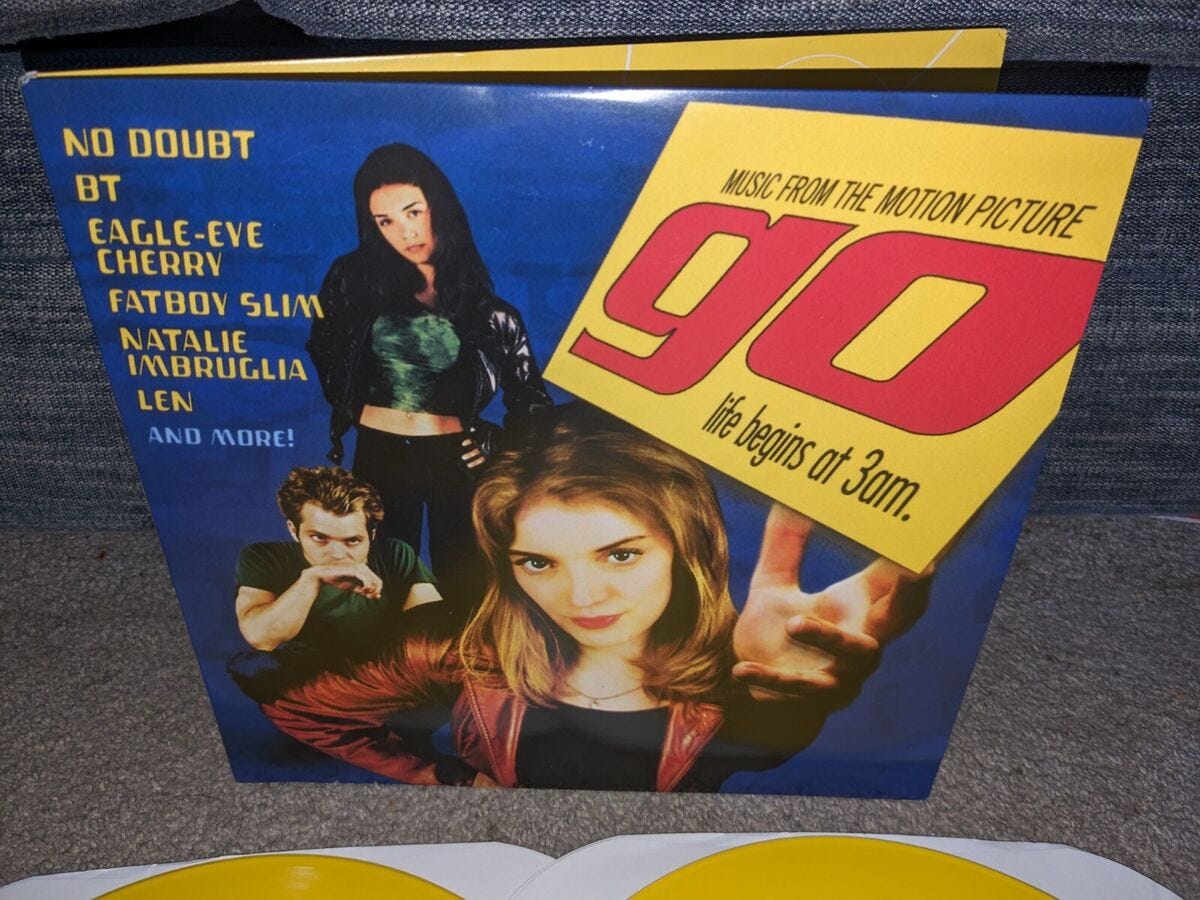 NO DOUBT
BT
EAGLE-EYE
CHERRY
FATBOY SLIM
NATALIE
IMBRUGLIA
LEN
AND MORE!
MUSIC FROM THE MOTION PICTURE
go
life begins at 3am.